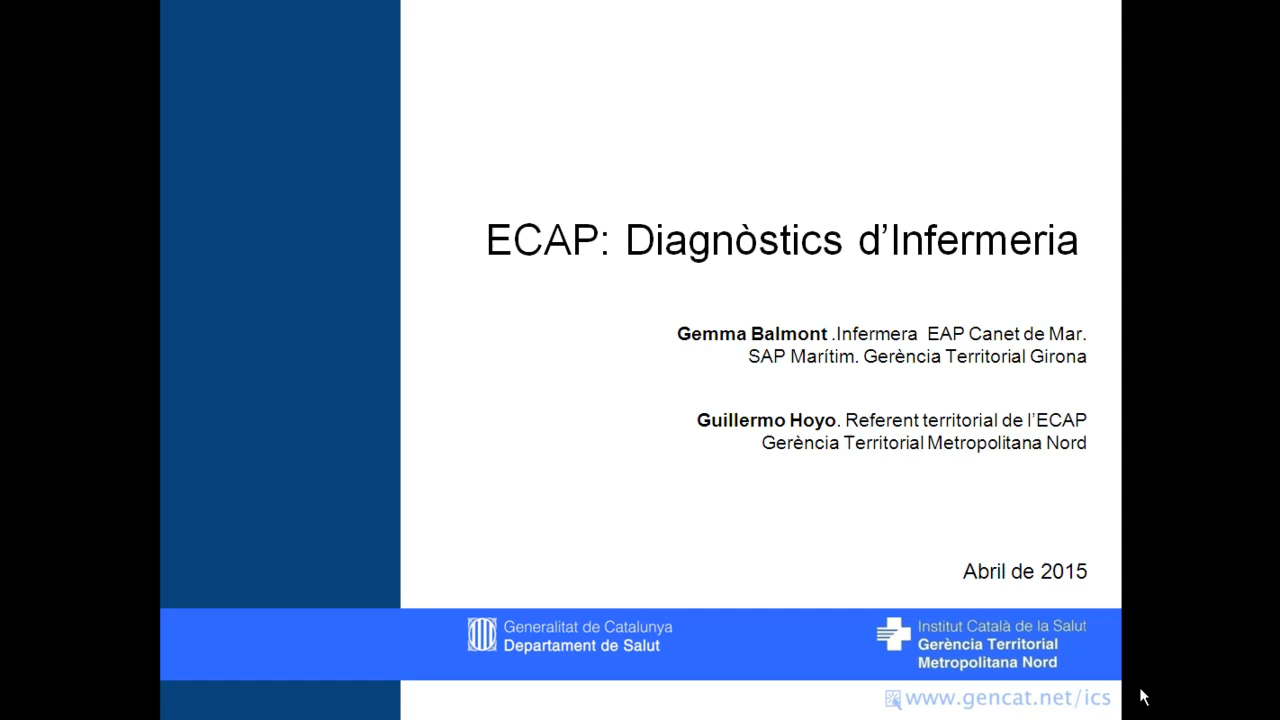 ECAP: Diagnòstics d’Infermeria
Gemma Balmont .Infermera EAP Canet de Mar.
SAP Marítim. Gerència Territorial Girona
Guillermo Hoyo. Referent territorial de l’ECAP
Gerència Territorial Metropolitana Nord
Abril de 2015
Generalitat de Catalunya
Departament de Salut
Institut Català de la Salut
Gerència Territorial
Metropolitana Nord
www.gencat.net/ics